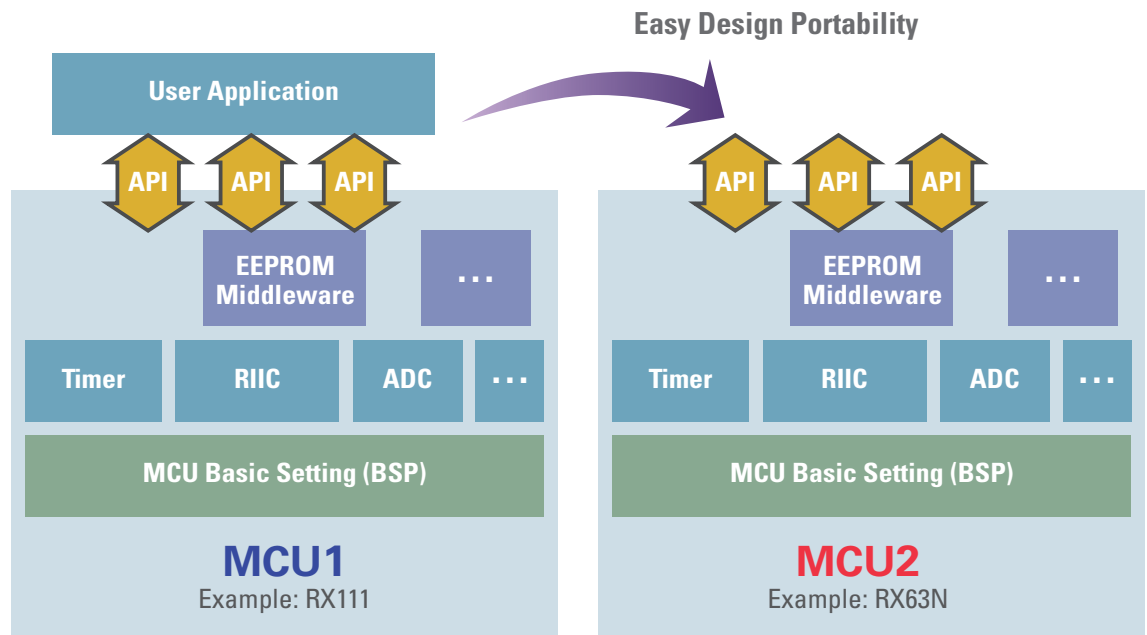 Easy Design Portability
User Application
API API API
API API API
EEPROM
Middleware
...
Timer RIIC ADC ...
MCU Basic Setting (BSP)
MCU1
Example: RX111
EEPROM
Middleware
...
Timer RIIC ADC ...
MCU Basic Setting (BSP)
MCU2
Example: RX63N